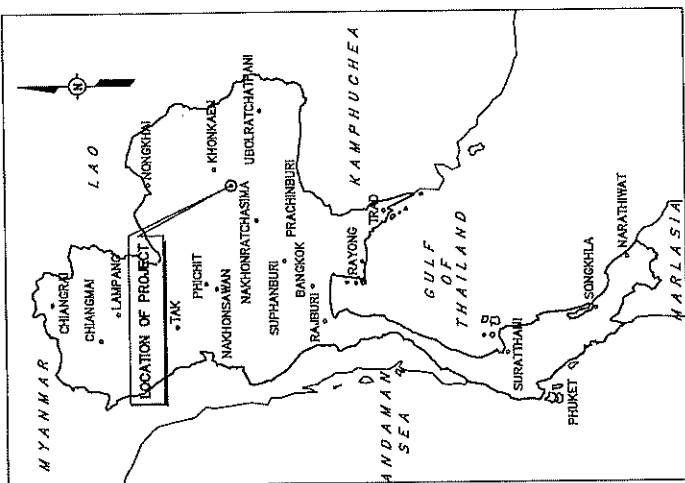 MYANMAR
LAO
CHIANGRAI
CHIANGMAI
LAMPANG
NONGKHAI
LOCATION OF PROJECT
TAK
PHICHIT
KHONKAEN
NAKHONSAWAN
NAKHONRATCHASIMA
UBOLRATCHATHANI
SUPHANBURI
PRACHINBURI
BANGKOK
RAJBURI
RAYONG
TRAD
KAMPHUCHEA
GULF
OF
THAILAND
ANDAMAN
SEA
SURATTHANI
PHUKET
SONGKHLA
NARATHIWAT
MARLASIA
N